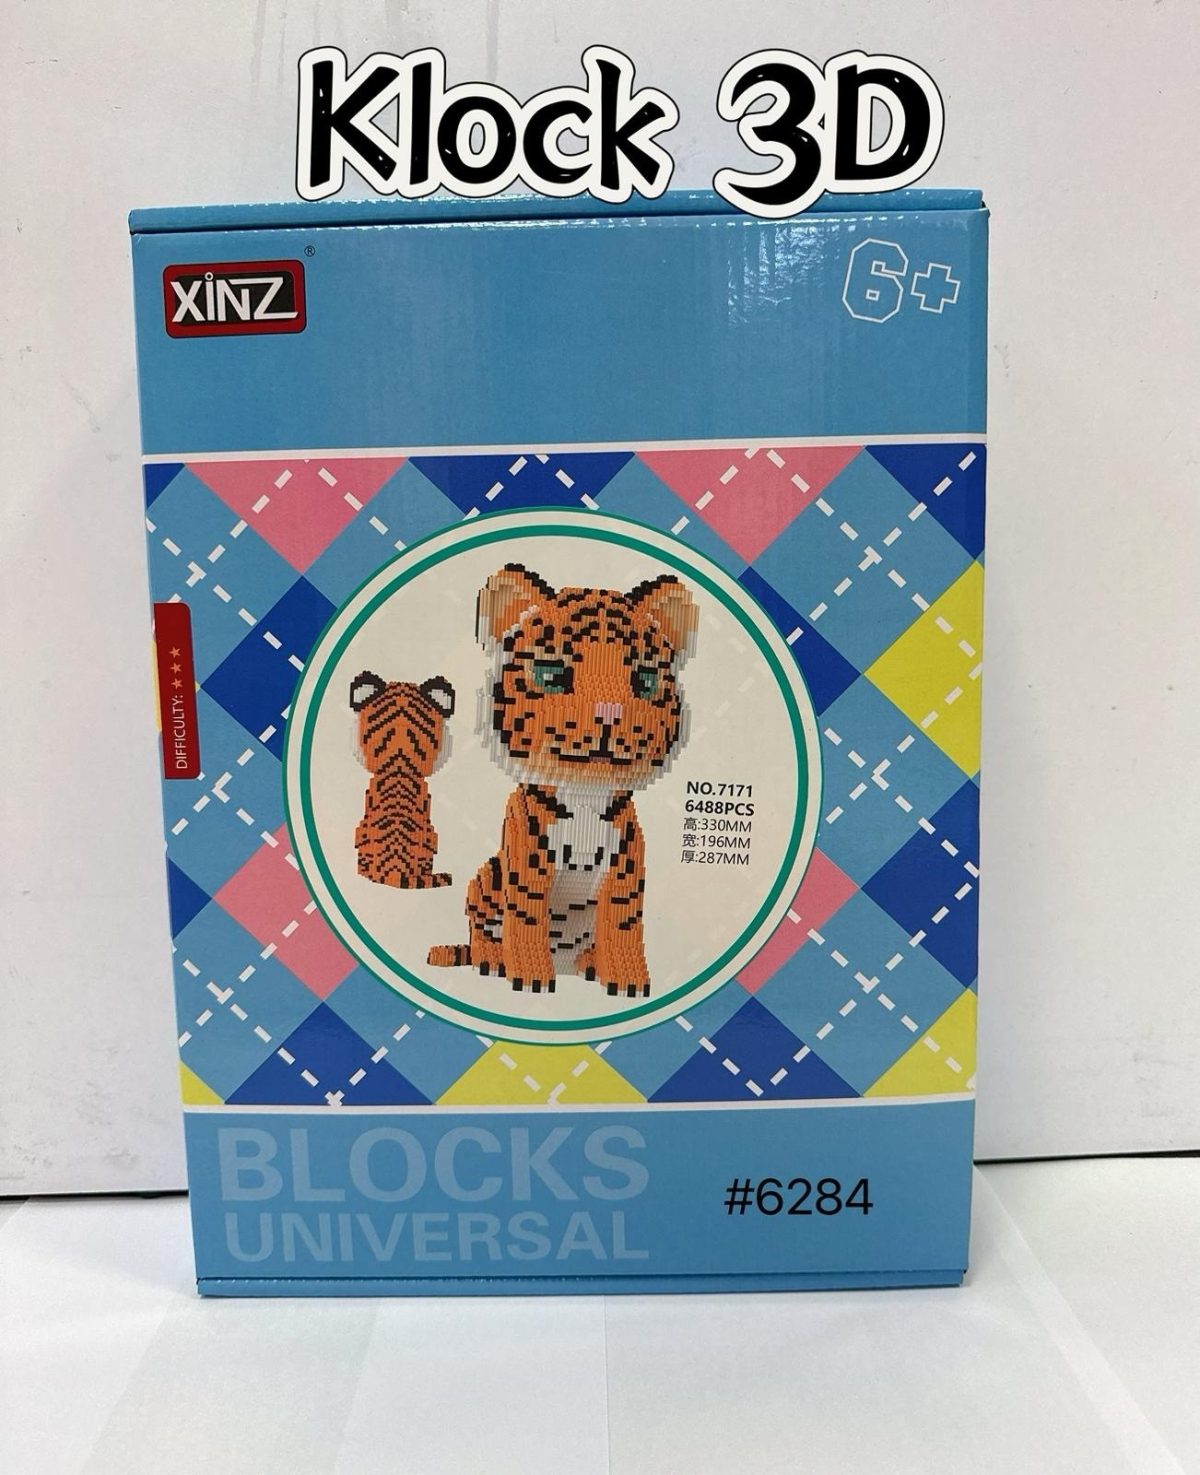 Klock 3D
XINZ ®
6+
DIFFICULTY: ★★★
NO.7171
6488PCS
高:330MM
宽:196MM
厚:287MM
BLOCKS
UNIVERSAL
#6284